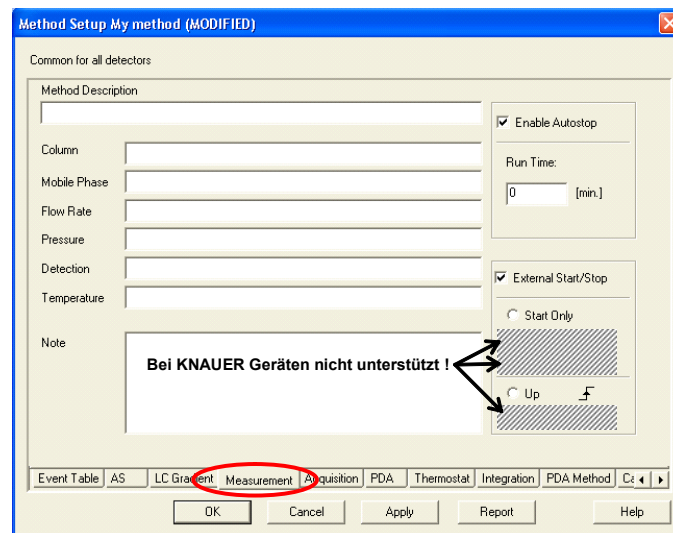 Method Setup My method (MODIFIED)
Common for all detectors
Method Description
Enable Autostop
Run Time:
0 [min.]
Column
Mobile Phase
Flow Rate
Pressure
Detection
Temperature
External Start/Stop
Start Only
Up
Note
Bei KNAUER Geräten nicht unterstützt !
Event Table AS LC Gradient Measurement Acquisition PDA Thermostat Integration PDA Method
OK Cancel Apply Report Help